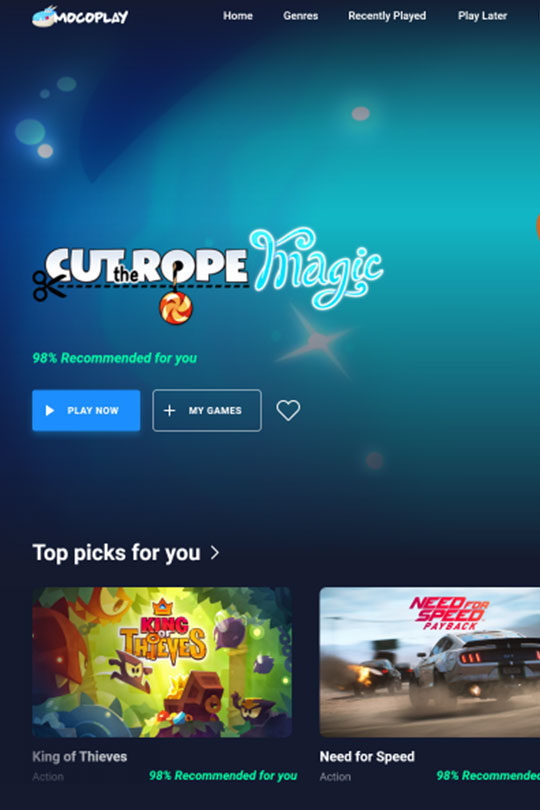 MOCOPLAY
Home Genres Recently Played Play Later
CUT the ROPE Magic
98% Recommended for you
PLAY NOW
MY GAMES
Top picks for you
KING OF THIEVES
NEED FOR SPEED PAYBACK
King of Thieves
Action 98% Recommended for you
Need for Speed
Action 98% Recommended